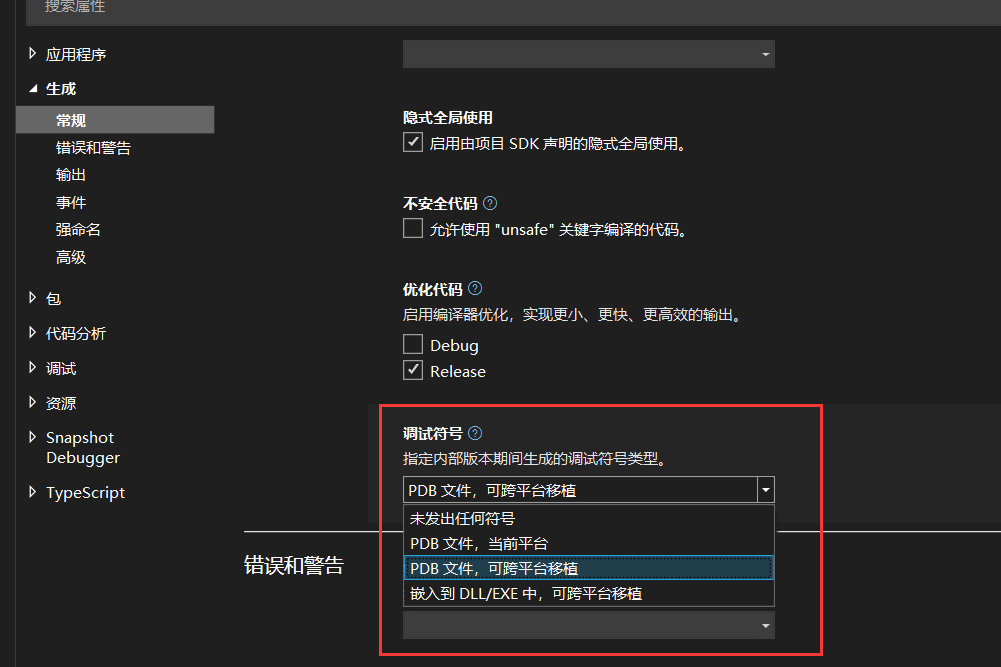 搜索属性
应用程序
生成
常规
错误和警告
输出
事件
强命名
高级
包
代码分析
调试
资源
Snapshot
Debugger
TypeScript
隐式全局使用
启用由项目 SDK 声明的隐式全局使用。
不安全代码
允许使用 "unsafe" 关键字编译的代码。
优化代码
启用编译器优化，实现更小、更快、更高效的输出。
Debug
Release
调试符号
指定内部版本期间生成的调试符号类型。
PDB 文件，可跨平台移植
未发出任何符号
PDB 文件，当前平台
PDB 文件，可跨平台移植
嵌入到 DLL/EXE 中，可跨平台移植
错误和警告